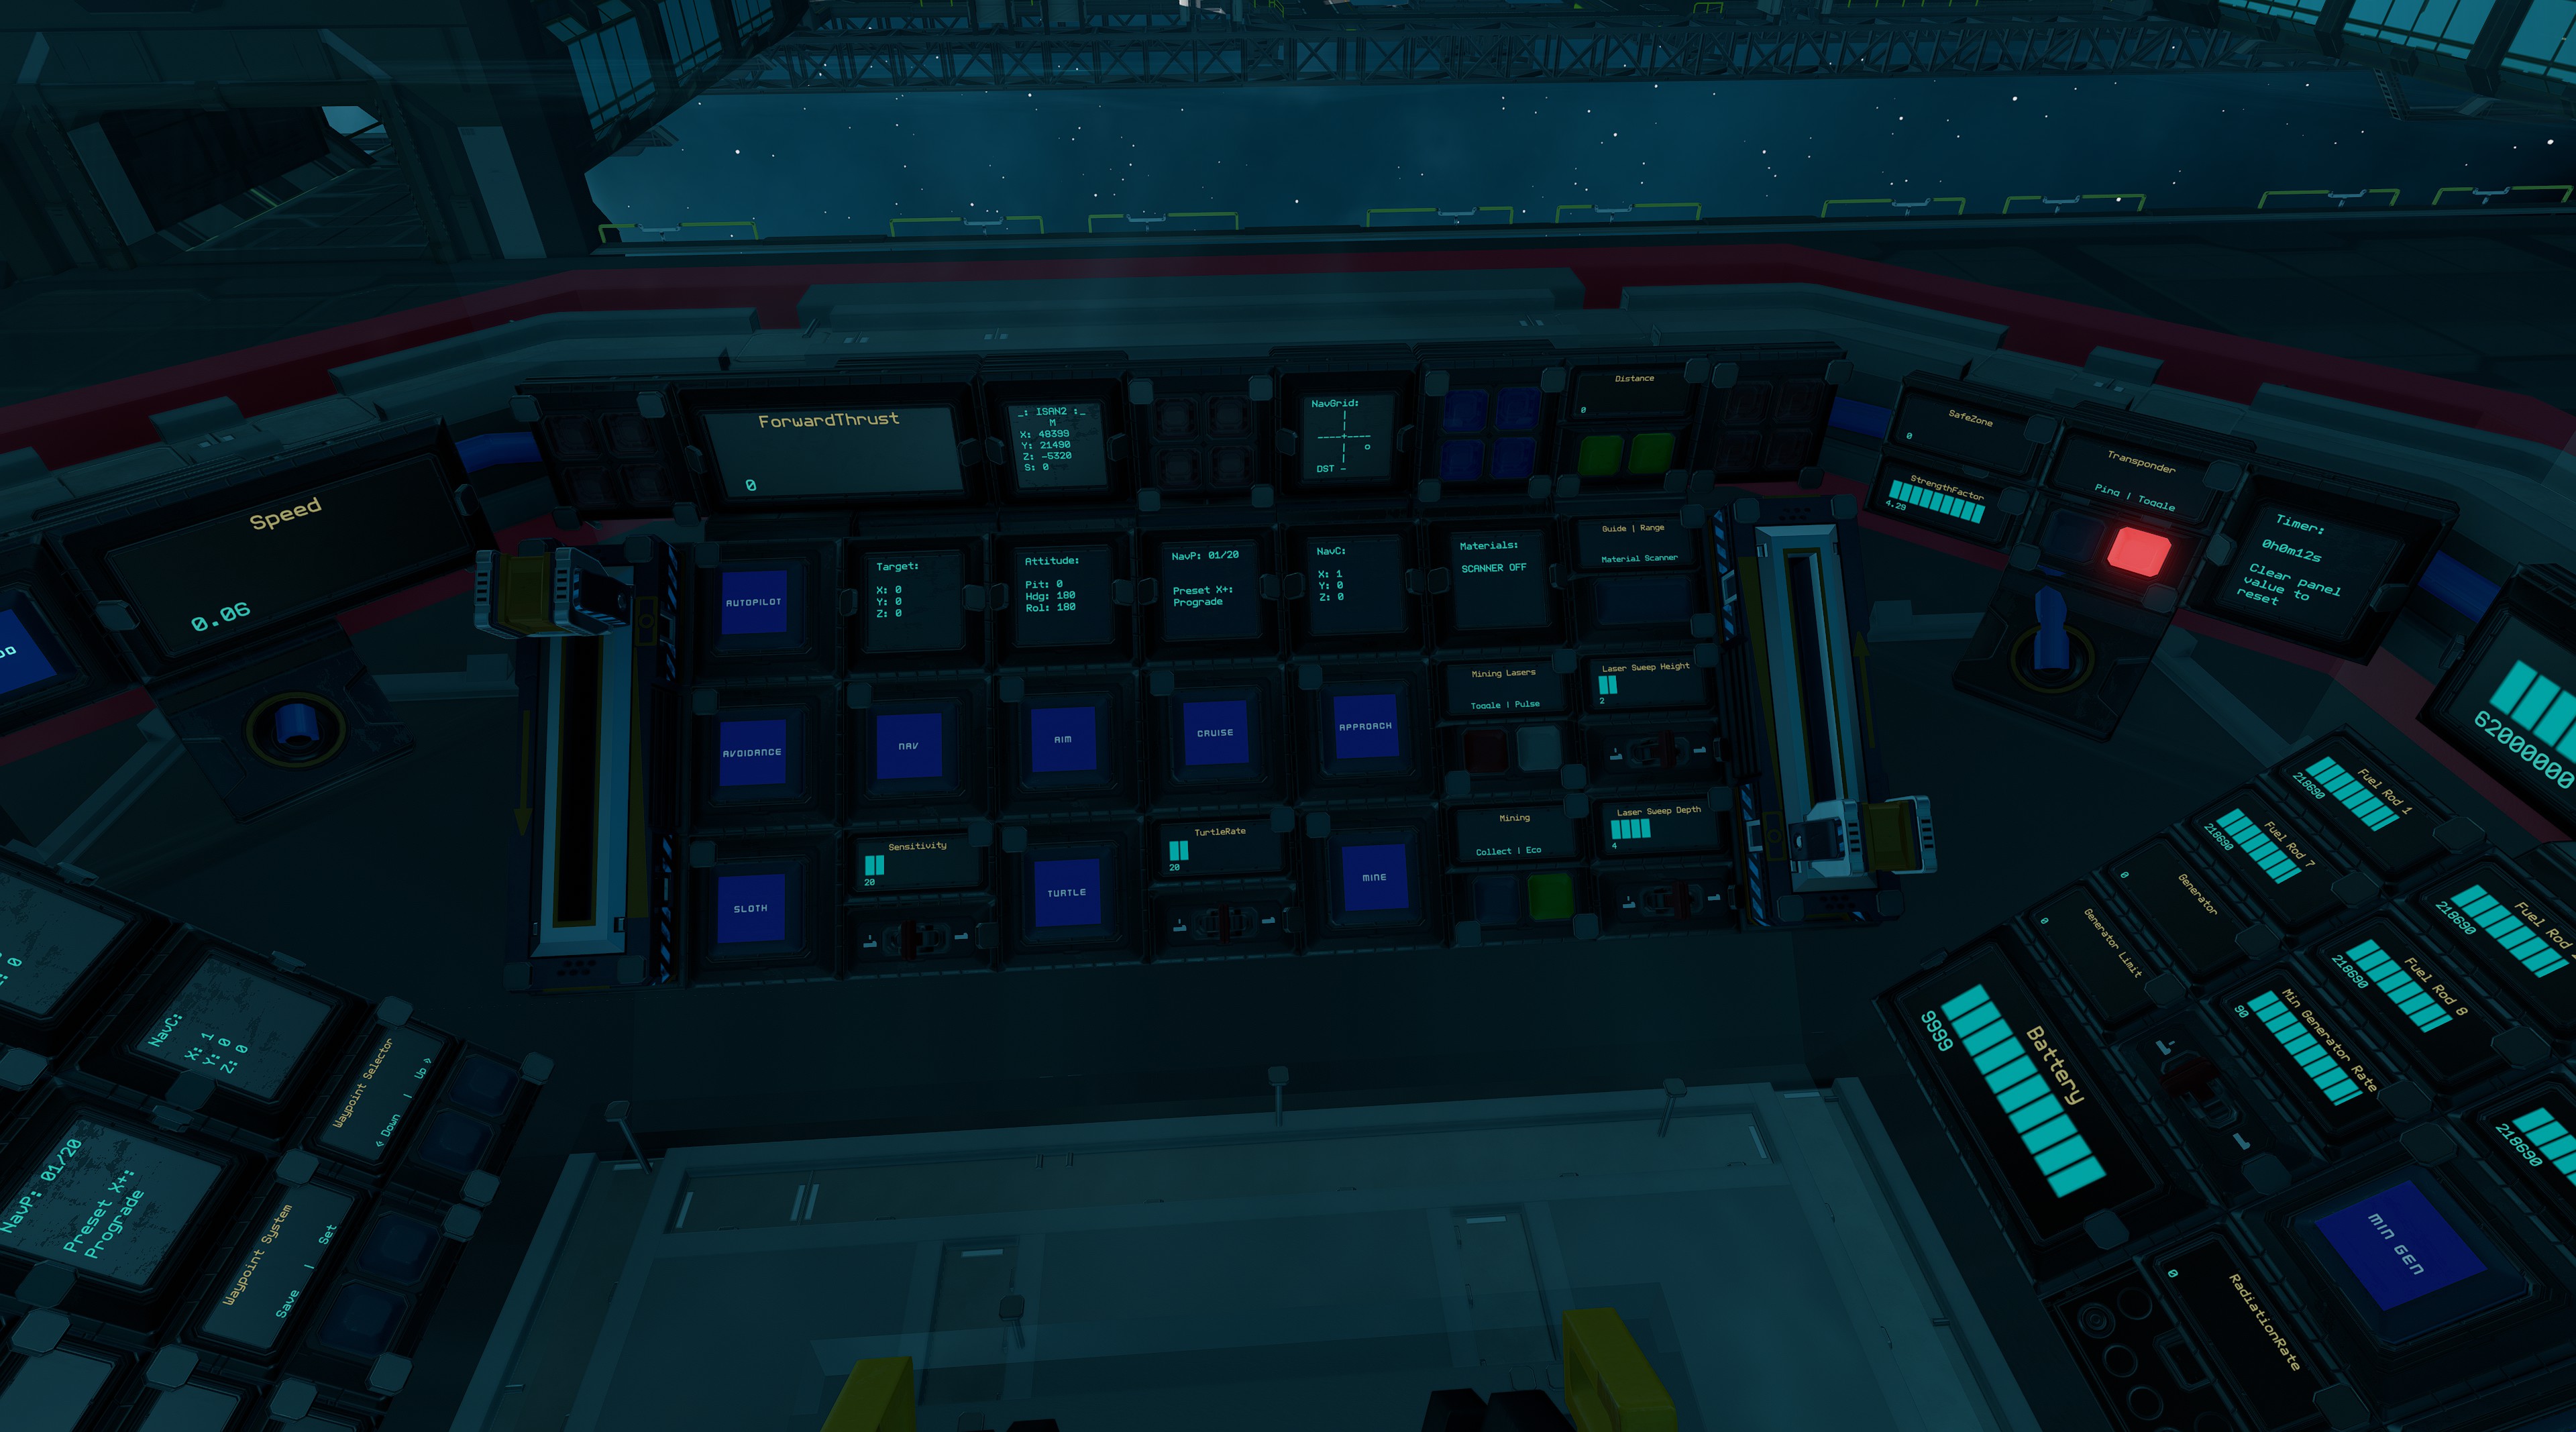 Speed
0.06
ForwardThrust
0
_: ISAN2 :_
M
X: 48399
Y: 21490
Z: -5320
S: 0
NavGrid:
DST -
Distance
0
SafeZone
0
StrengthFactor
4.29
Transponder
Ping | Toggle
Timer:
0h0m12s
Clear panel
value to
reset
AUTOPILOT
Target:
X: 0
Y: 0
Z: 0
Attitude:
Pit: 0
Hdg: 180
Rol: 180
NavP: 01/20
Preset X+:
Prograde
NavC:
X: 1
Y: 0
Z: 0
Materials:
SCANNER OFF
Guide | Range
Material Scanner
AVOIDANCE
NAV
AIM
CRUISE
APPROACH
Mining Lasers
Toggle | Pulse
Laser Sweep Height
2
SLOTH
Sensitivity
20
TURTLE
TurtleRate
20
MINE
Mining
Collect | Eco
Laser Sweep Depth
4
NavC:
X: 1
Y: 0
Z: 0
Waypoint Selector
<< Down | Up >>
NavP: 01/20
Preset X+:
Prograde
Waypoint System
Save | Set
62000000
Fuel Rod 1
218690
Fuel Rod 7
218690
Generator
0
Generator Limit
0
Fuel Rod
218690
Fuel Rod 8
218690
Min Generator Rate
90
218690
Battery
9999
MIN GEN
RadiationRate
0